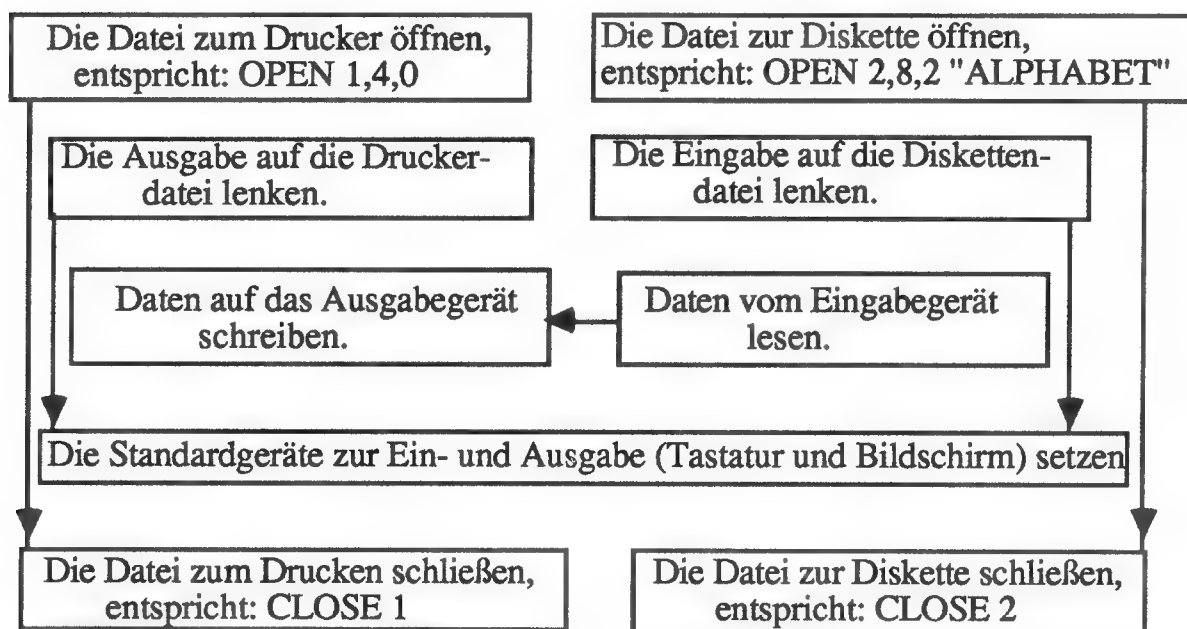 Die Datei zum Drucker öffnen,
entspricht: OPEN 1,4,0
Die Datei zur Diskette öffnen,
entspricht: OPEN 2,8,2 "ALPHABET"
Die Ausgabe auf die Drucker-
datei lenken.
Die Eingabe auf die Disketten-
datei lenken.
Daten auf das Ausgabegerät
schreiben.
Daten vom Eingabegerät
lesen.
Die Standardgeräte zur Ein- und Ausgabe (Tastatur und Bildschirm) setzen
Die Datei zum Drucken schließen,
entspricht: CLOSE 1
Die Datei zur Diskette schließen,
entspricht: CLOSE 2